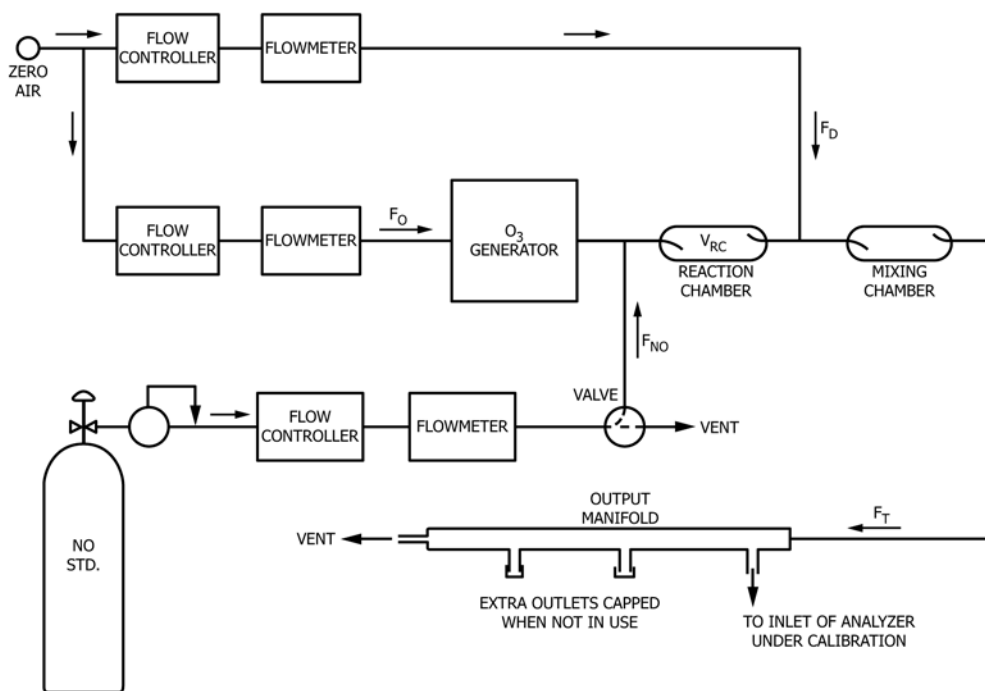 FLOW
CONTROLLER
FLOWMETER
ZERO
AIR
F_D
FLOW
CONTROLLER
FLOWMETER
F_O
O_3
GENERATOR
V_RC
REACTION
CHAMBER
MIXING
CHAMBER
F_NO
VALVE
FLOW
CONTROLLER
FLOWMETER
VENT
NO
STD.
OUTPUT
MANIFOLD
F_T
VENT
EXTRA OUTLETS CAPPED
WHEN NOT IN USE
TO INLET OF ANALYZER
UNDER CALIBRATION